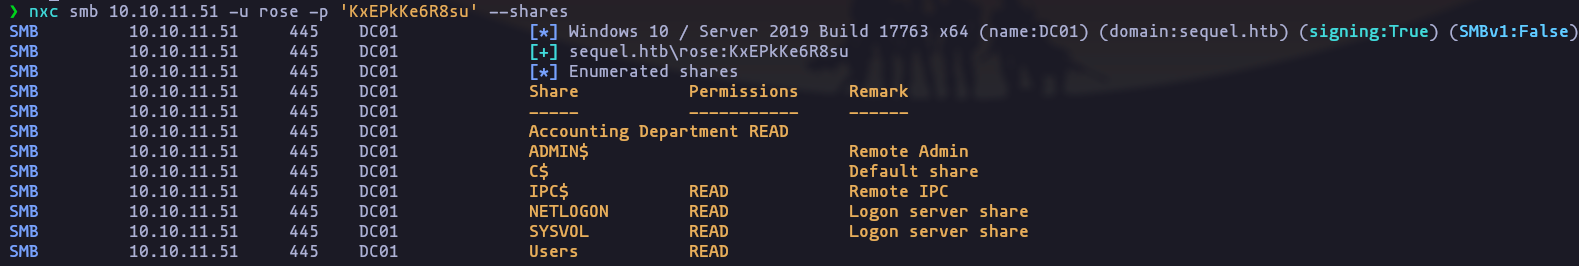 ❯ nxc smb 10.10.11.51 -u rose -p 'KxEPkKe6R8su' --shares
SMB 10.10.11.51 445 DC01 [*] Windows 10 / Server 2019 Build 17763 x64 (name:DC01) (domain:sequel.htb) (signing:True) (SMBv1:False)
SMB 10.10.11.51 445 DC01 [+] sequel.htb\rose:KxEPkKe6R8su
SMB 10.10.11.51 445 DC01 [*] Enumerated shares
SMB 10.10.11.51 445 DC01 Share Permissions Remark
SMB 10.10.11.51 445 DC01 ----- ----------- ------
SMB 10.10.11.51 445 DC01 Accounting Department READ
SMB 10.10.11.51 445 DC01 ADMIN$ Remote Admin
SMB 10.10.11.51 445 DC01 C$ Default share
SMB 10.10.11.51 445 DC01 IPC$ READ Remote IPC
SMB 10.10.11.51 445 DC01 NETLOGON READ Logon server share
SMB 10.10.11.51 445 DC01 SYSVOL READ Logon server share
SMB 10.10.11.51 445 DC01 Users READ